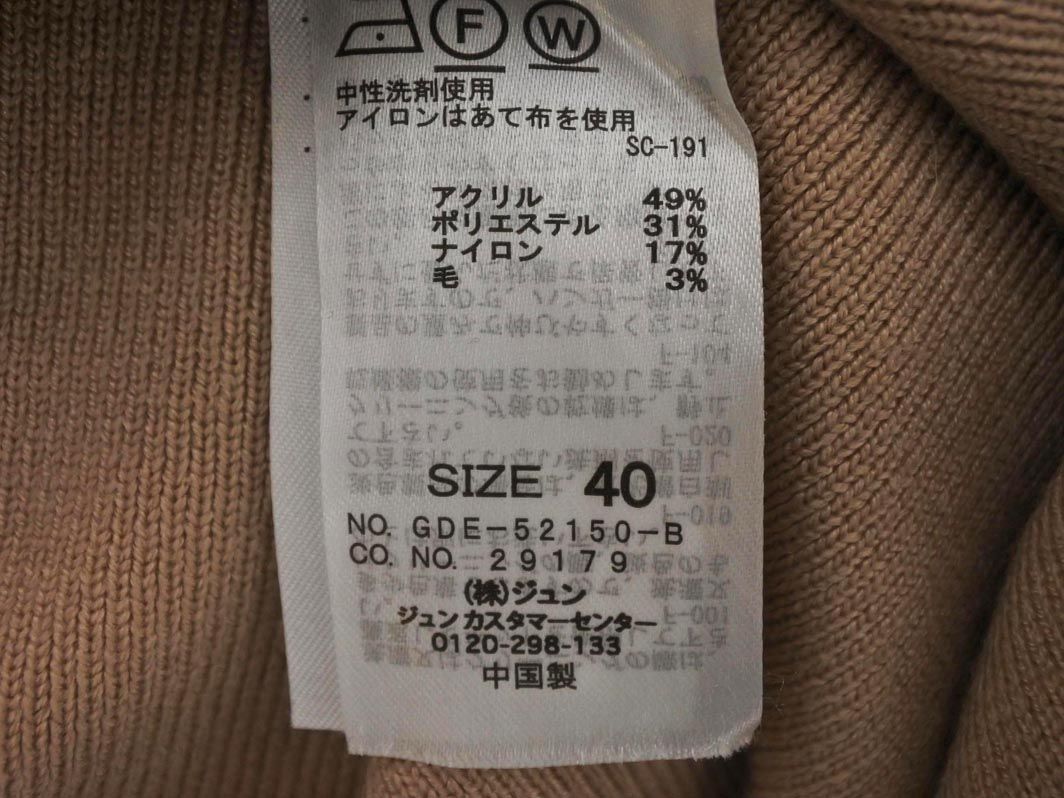 F W
中性洗剤使用
アイロンはあて布を使用
SC-191
アクリル 49%
ポリエステル 31%
ナイロン 17%
毛 3%
SIZE 40
NO. GDE-52150-B
CO. NO. 29179
(株)ジュン
ジュンカスタマーセンター
0120-298-133
中国製